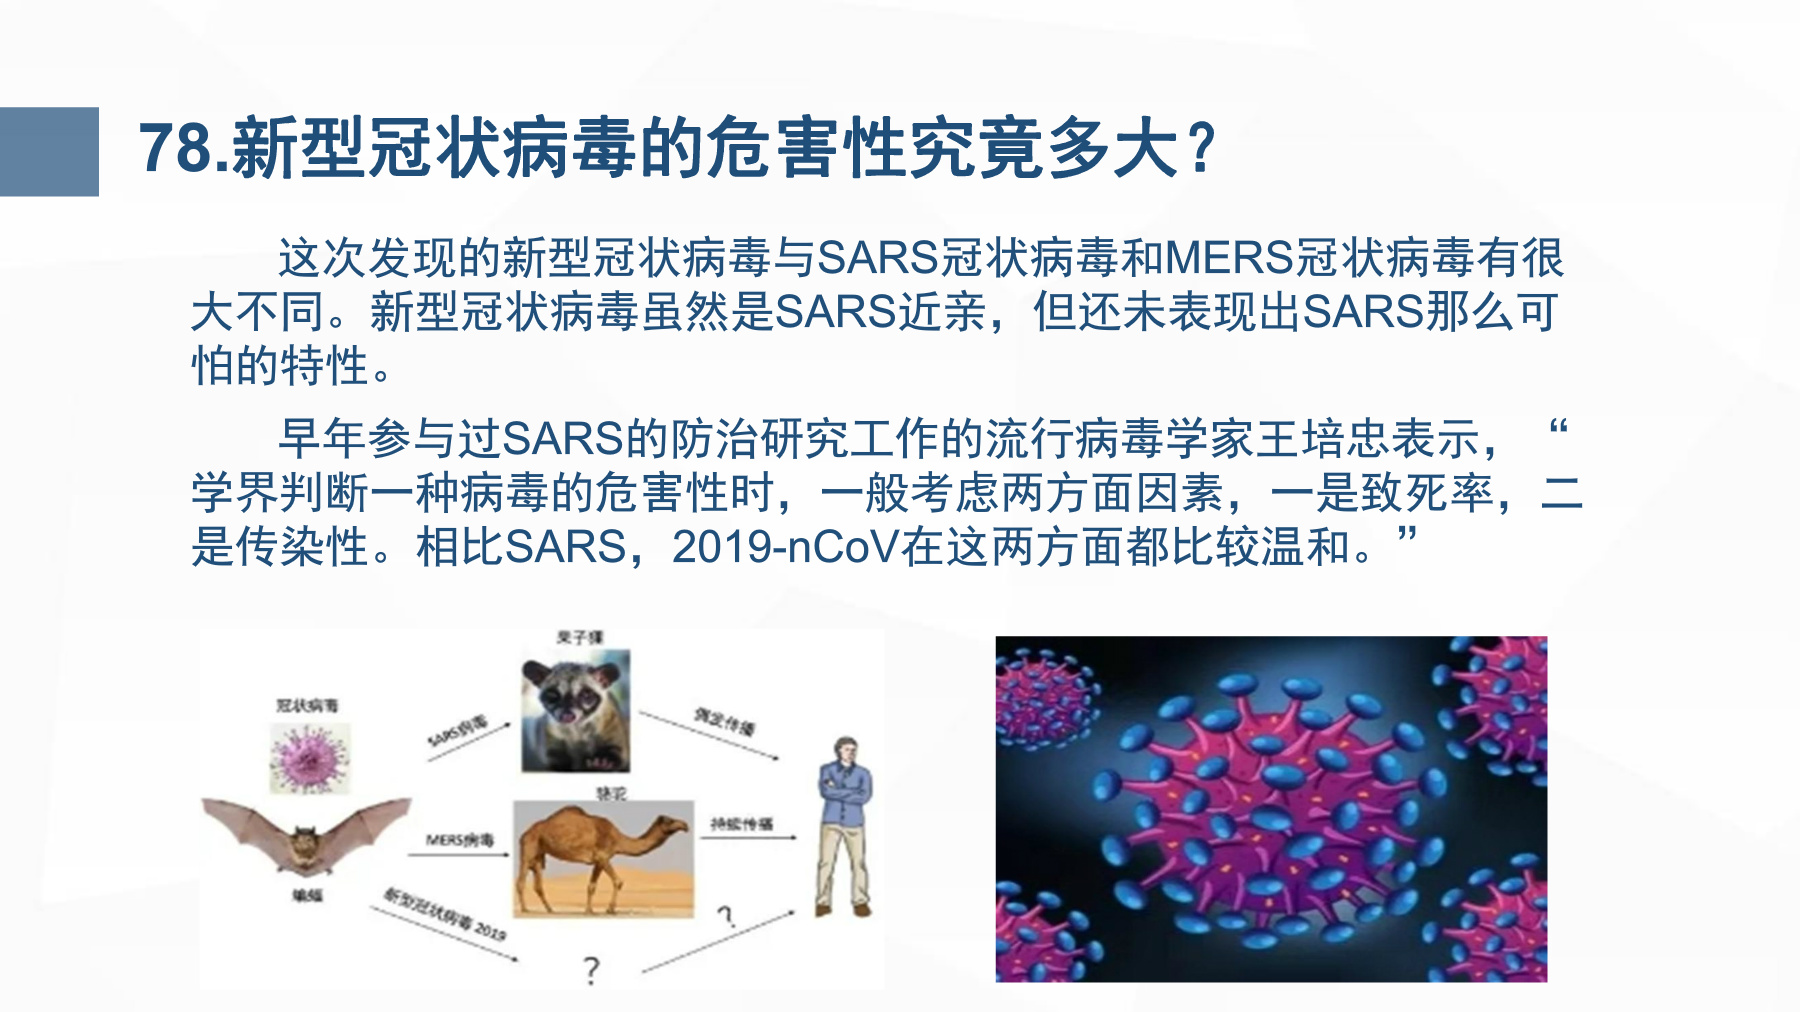 78.新型冠状病毒的危害性究竟多大?
这次发现的新型冠状病毒与SARS冠状病毒和MERS冠状病毒有很
大不同。新型冠状病毒虽然是SARS近亲，但还未表现出SARS那么可
怕的特性。
早年参与过SARS的防治研究工作的流行病毒学家王培忠表示，“
学界判断一种病毒的危害性时，一般考虑两方面因素，一是致死率，二
是传染性。相比SARS，2019-nCoV在这两方面都比较温和。”
果子狸
冠状病毒
SARS病毒
偶发传播
骆驼
MERS病毒
持续传播
蝙蝠
新型冠状病毒 2019
?
?